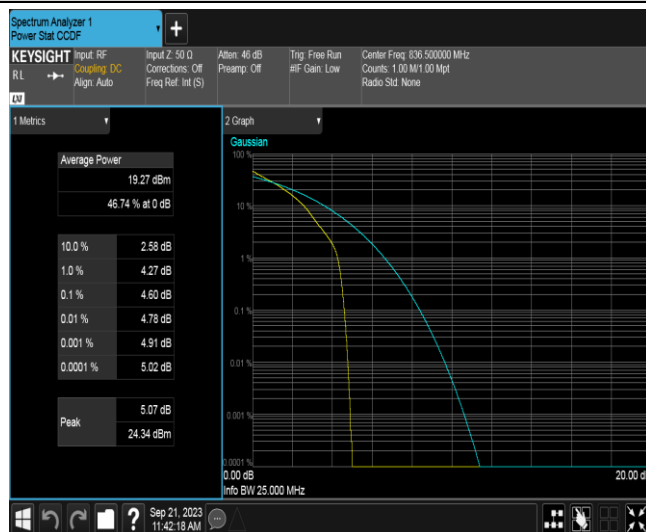 Spectrum Analyzer 1
Power Stat CCDF
+
KEYSIGHT
RL
LXI
Input: RF
Coupling: DC
Align: Auto
Input Z: 50 Ω
Corrections: Off
Freq Ref: Int (S)
Atten: 46 dB
Preamp: Off
Trig: Free Run
#IF Gain: Low
Center Freq: 836.500000 MHz
Counts: 1.00 M/1.00 Mpt
Radio Std: None
1 Metrics
Average Power
19.27 dBm
46.74 % at 0 dB
10.0 % 2.58 dB
1.0 % 4.27 dB
0.1 % 4.60 dB
0.01 % 4.78 dB
0.001 % 4.91 dB
0.0001 % 5.02 dB
Peak
5.07 dB
24.34 dBm
2 Graph
Gaussian
100 %
10 %
1 %
0.1 %
0.01 %
0.001 %
0.0001 %
0.00 dB
20.00 d
Info BW 25.000 MHz
?
Sep 21, 2023
11:42:18 AM